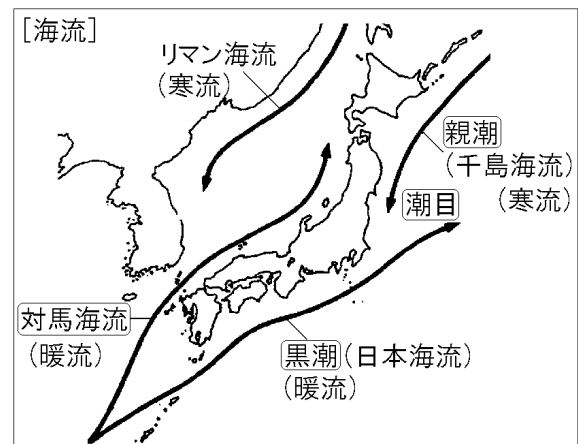 [海流]
リマン海流
(寒流)
親潮
(千島海流)
(寒流)
潮目
対馬海流
(暖流)
黒潮(日本海流)
(暖流)